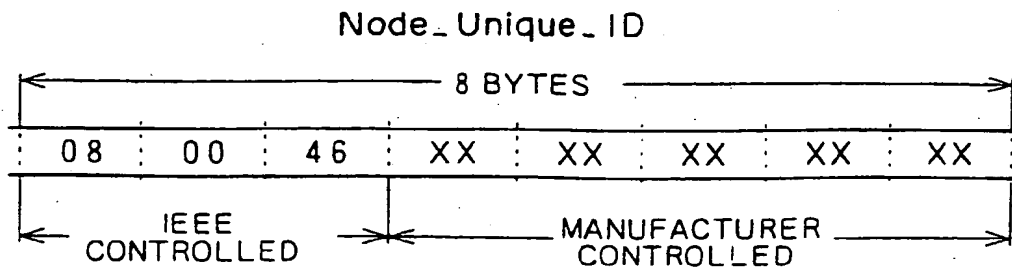 Node_Unique_ID
8 BYTES
08 00 46 XX XX XX XX XX
IEEE CONTROLLED
MANUFACTURER CONTROLLED